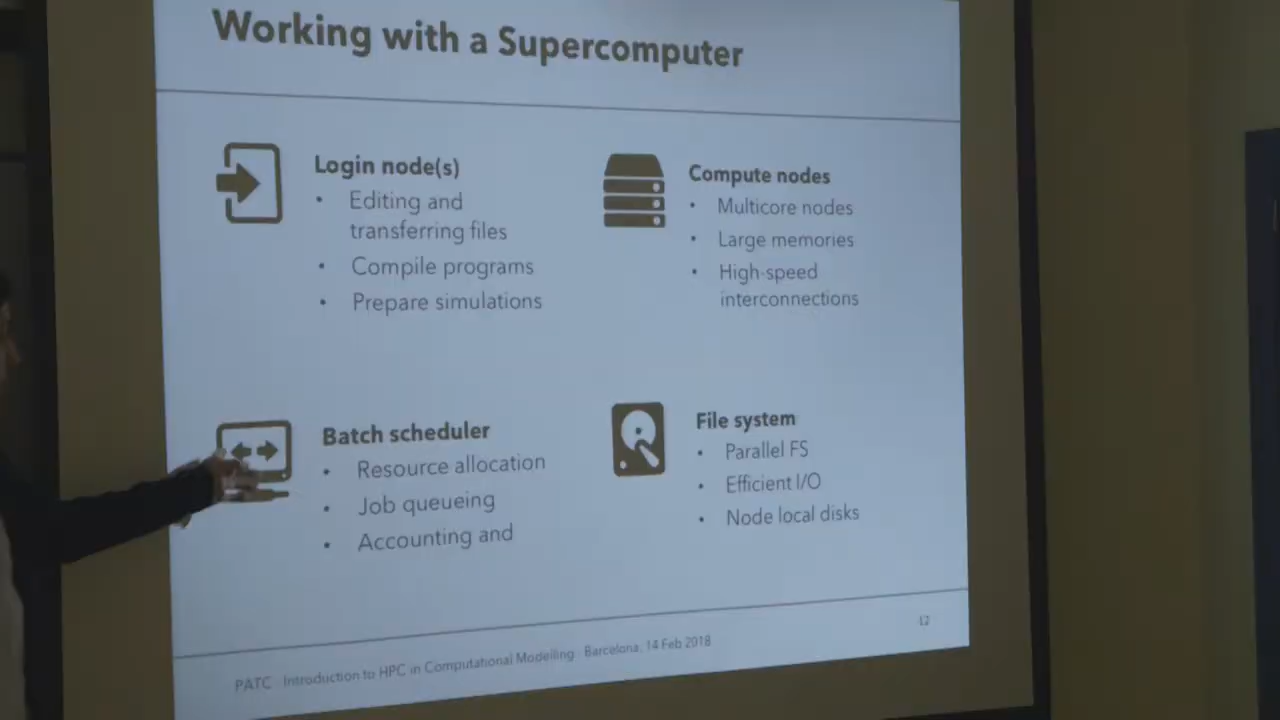 Working with a Supercomputer
Login node(s)
• Editing and
transferring files
• Compile programs
• Prepare simulations
Compute nodes
• Multicore nodes
• Large memories
• High-speed
interconnections
Batch scheduler
• Resource allocation
• Job queueing
• Accounting and
File system
• Parallel FS
• Efficient I/O
• Node local disks
12
PATC Introduction to HPC in Computational Modelling Barcelona, 14 Feb 2018